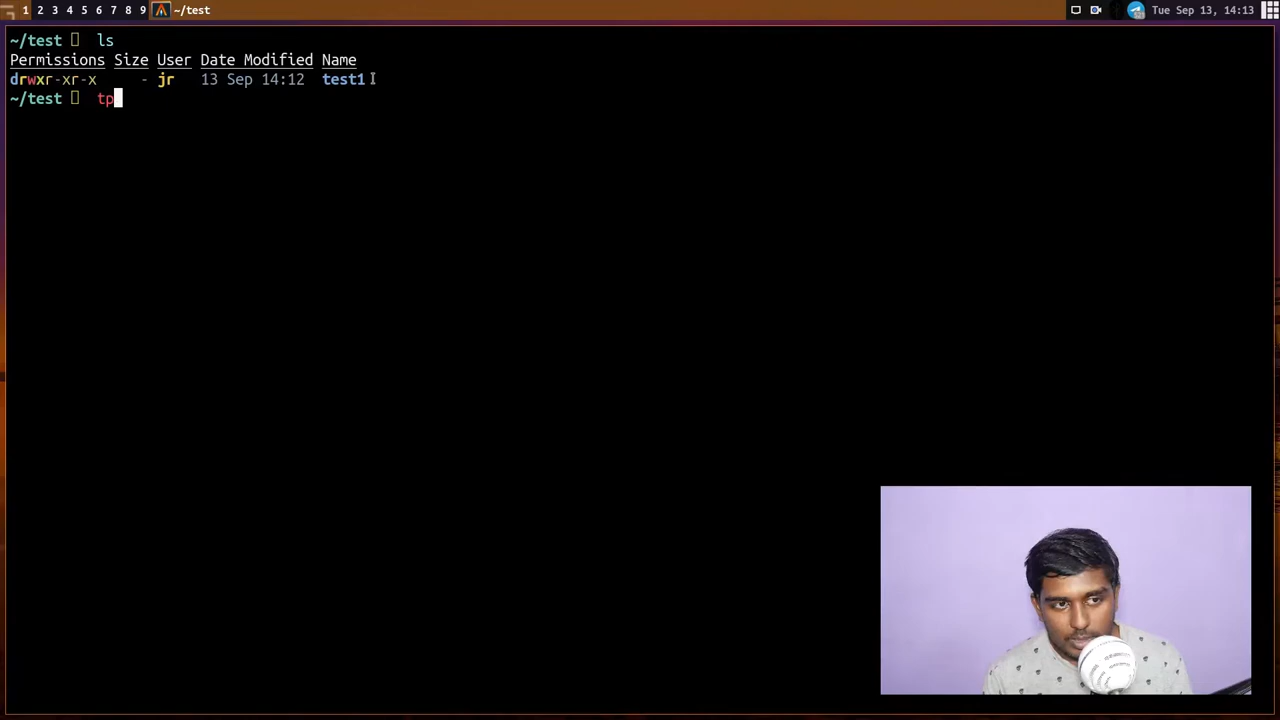 1 2 3 4 5 6 7 8 9 ~/test Tue Sep 13, 14:13
~/test ls
Permissions Size User Date Modified Name
drwxr-xr-x - jr 13 Sep 14:12 test1
~/test tp